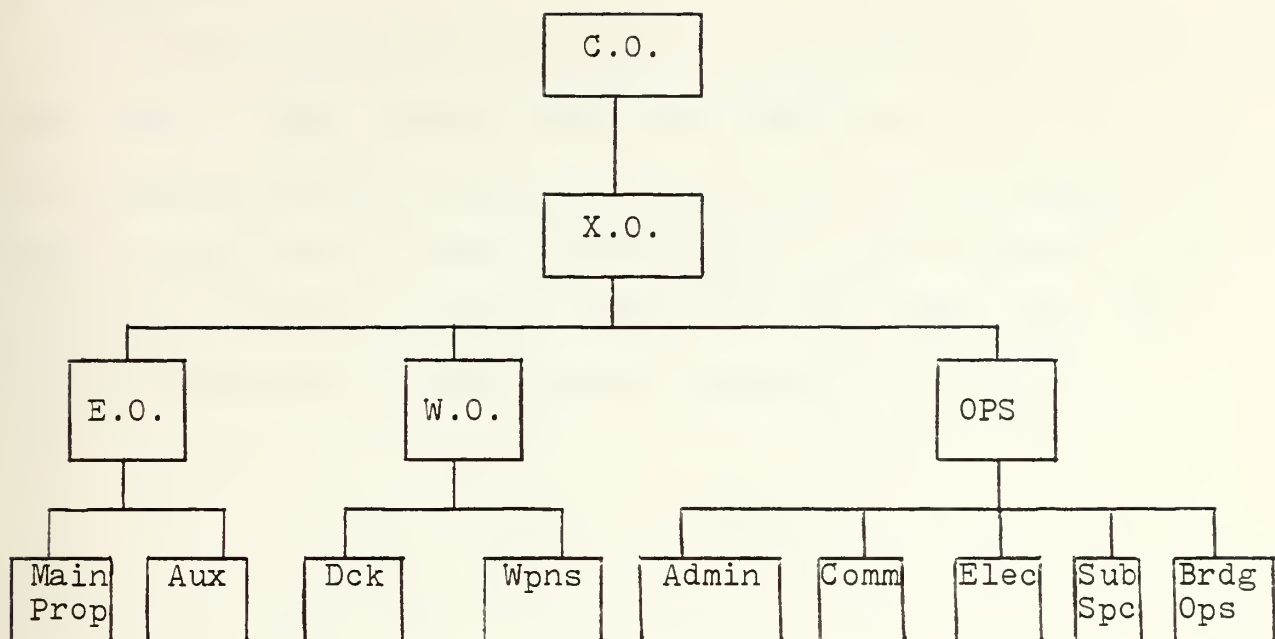 C.O.
X.O.
E.O.
W.O.
OPS
Main
Prop
Aux
Dck
Wpns
Admin
Comm
Elec
Sub
Spc
Brdg
Ops